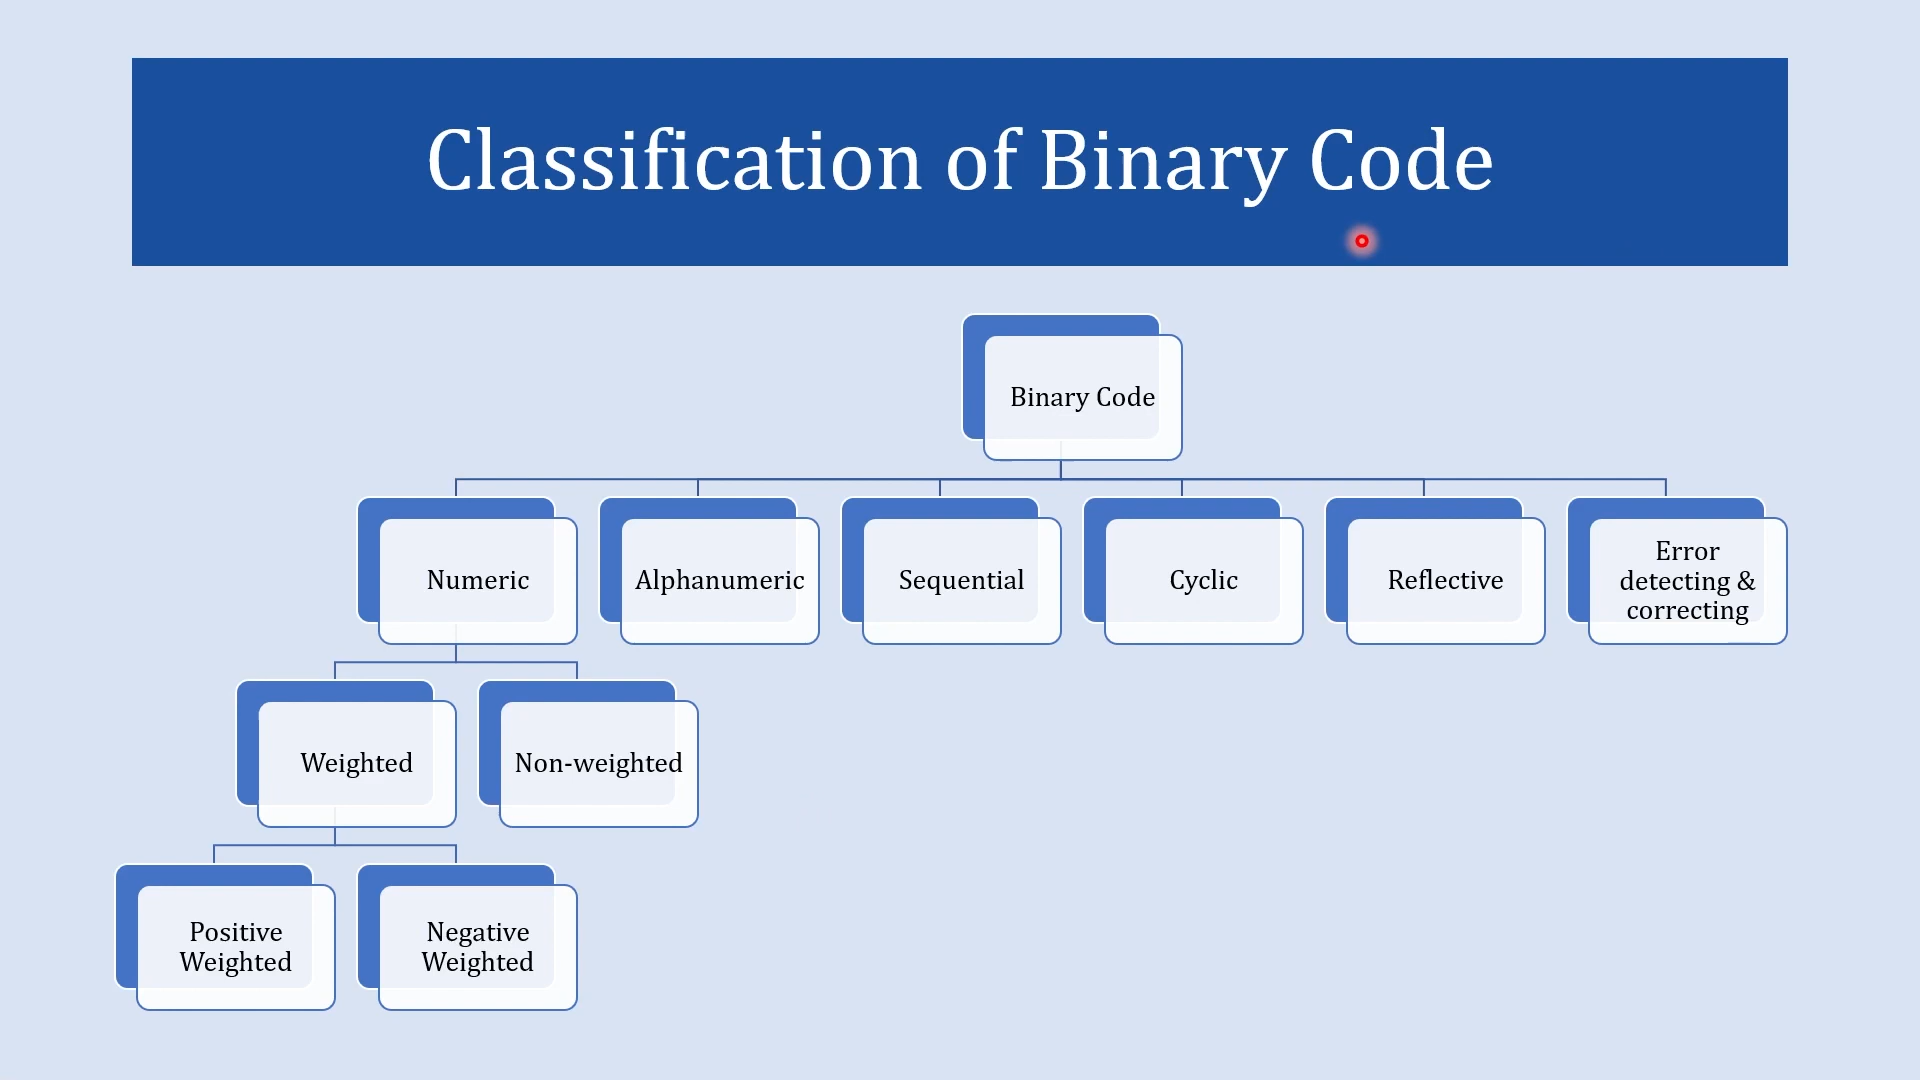 Classification of Binary Code
Binary Code
Numeric
Alphanumeric
Sequential
Cyclic
Reflective
Error
detecting &
correcting
Weighted
Non-weighted
Positive
Weighted
Negative
Weighted